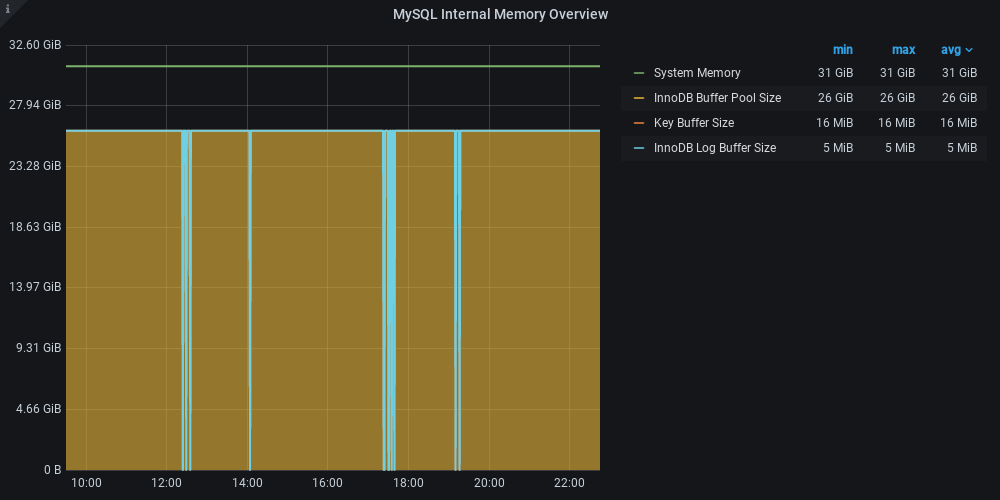 MySQL Internal Memory Overview
32.60 GiB
27.94 GiB
23.28 GiB
18.63 GiB
13.97 GiB
9.31 GiB
4.66 GiB
0 B
10:00 12:00 14:00 16:00 18:00 20:00 22:00
min max avg
System Memory 31 GiB 31 GiB 31 GiB
InnoDB Buffer Pool Size 26 GiB 26 GiB 26 GiB
Key Buffer Size 16 MiB 16 MiB 16 MiB
InnoDB Log Buffer Size 5 MiB 5 MiB 5 MiB